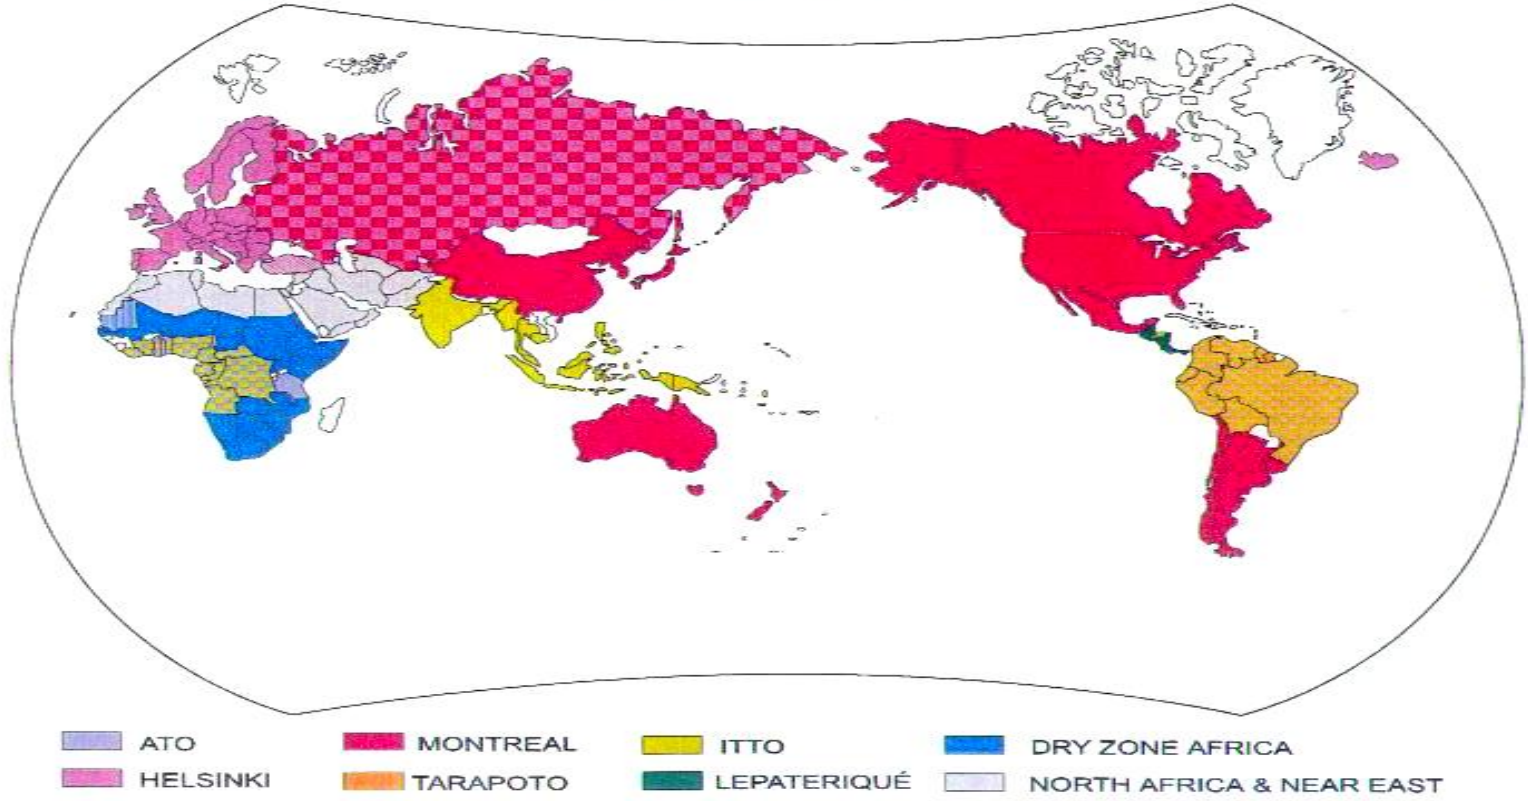 ATO MONTREAL ITTO DRY ZONE AFRICA
HELSINKI TARAPOTO LEPATERIQUÉ NORTH AFRICA & NEAR EAST